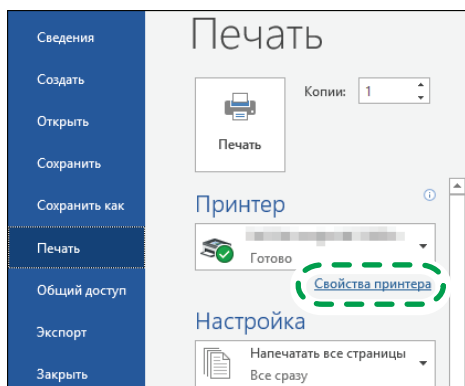 Сведения
Создать
Открыть
Сохранить
Сохранить как
Печать
Общий доступ
Экспорт
Закрыть
Печать
Копии: 1
Печать
Принтер
Готово
Свойства принтера
Настройка
Напечатать все страницы
Все сразу